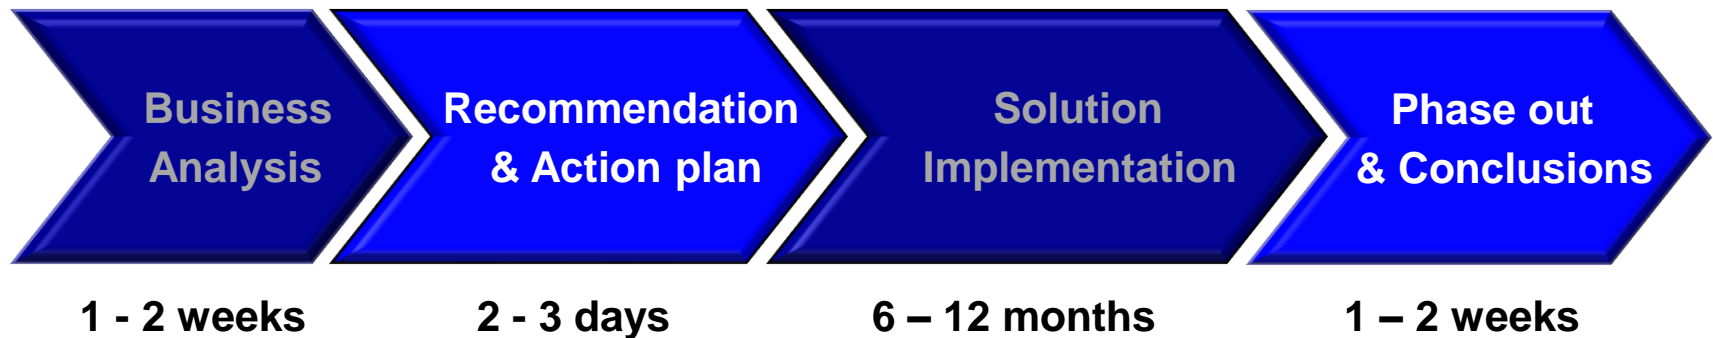 Business
Analysis
Recommendation
& Action plan
Solution
Implementation
Phase out
& Conclusions
1 - 2 weeks
2 - 3 days
6 – 12 months
1 – 2 weeks